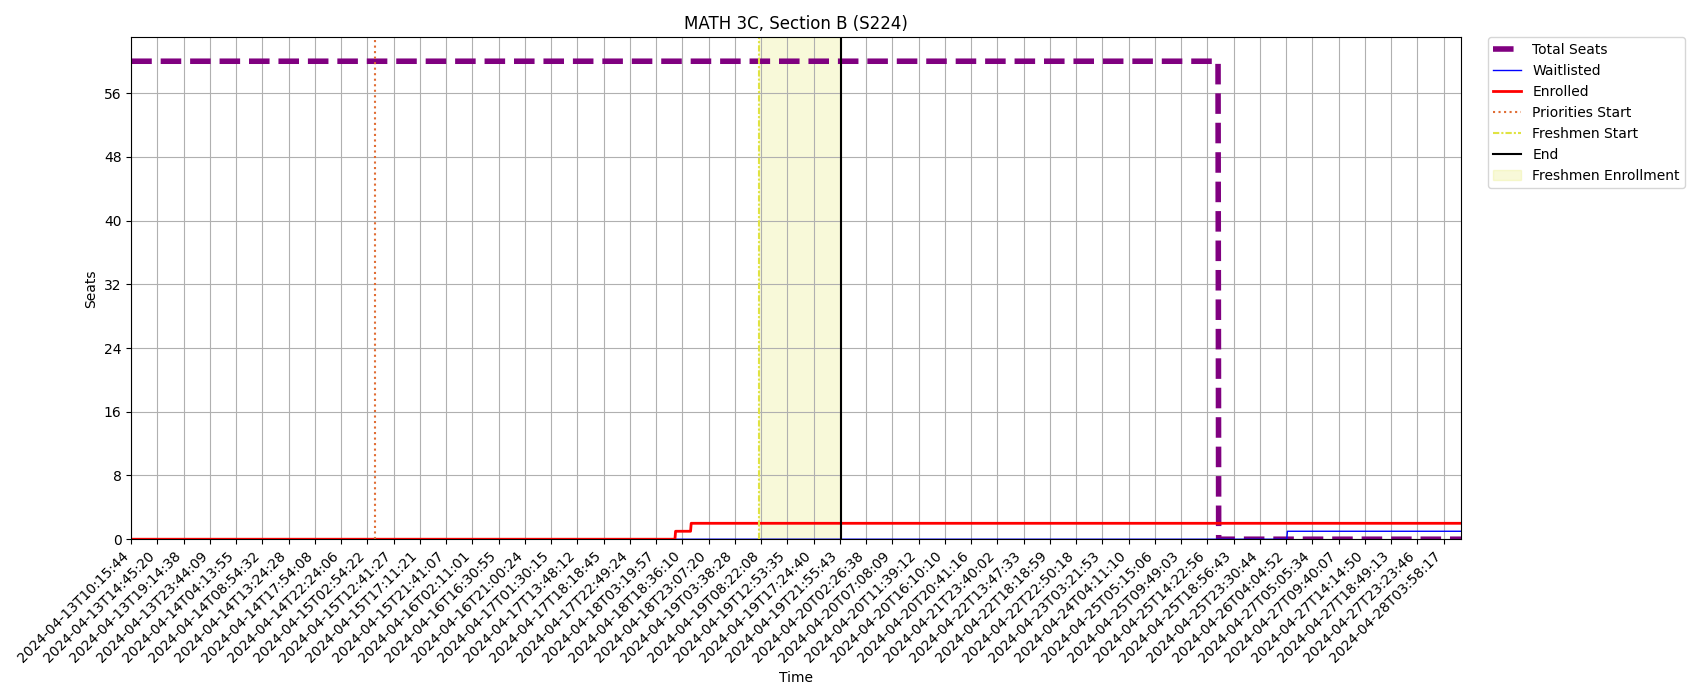 MATH 3C, Section B (S224)
Total Seats
Waitlisted
Enrolled
Priorities Start
Freshmen Start
End
Freshmen Enrollment
Seats
56
48
40
32
24
16
8
0
2024-04-13T10:15:44
2024-04-13T14:45:20
2024-04-13T19:14:38
2024-04-13T23:44:09
2024-04-14T04:13:55
2024-04-14T08:54:32
2024-04-14T13:24:28
2024-04-14T17:54:08
2024-04-14T22:24:06
2024-04-15T02:54:22
2024-04-15T12:41:27
2024-04-15T17:11:21
2024-04-15T21:41:07
2024-04-16T02:11:01
2024-04-16T16:30:55
2024-04-16T21:00:24
2024-04-17T01:30:15
2024-04-17T13:48:12
2024-04-17T18:18:45
2024-04-17T22:49:24
2024-04-18T03:19:57
2024-04-18T18:36:10
2024-04-18T23:07:20
2024-04-19T03:38:28
2024-04-19T08:22:08
2024-04-19T12:53:35
2024-04-19T17:24:40
2024-04-19T21:55:43
2024-04-20T02:26:38
2024-04-20T07:08:09
2024-04-20T11:39:12
2024-04-20T16:10:10
2024-04-20T20:41:16
2024-04-21T23:40:02
2024-04-22T13:47:33
2024-04-22T18:18:59
2024-04-22T22:50:18
2024-04-23T03:21:53
2024-04-24T04:11:10
2024-04-25T05:15:06
2024-04-25T09:49:03
2024-04-25T14:22:56
2024-04-25T18:56:43
2024-04-25T23:30:44
2024-04-26T04:04:52
2024-04-27T05:05:34
2024-04-27T09:40:07
2024-04-27T14:14:50
2024-04-27T18:49:13
2024-04-27T23:23:46
2024-04-28T03:58:17
Time